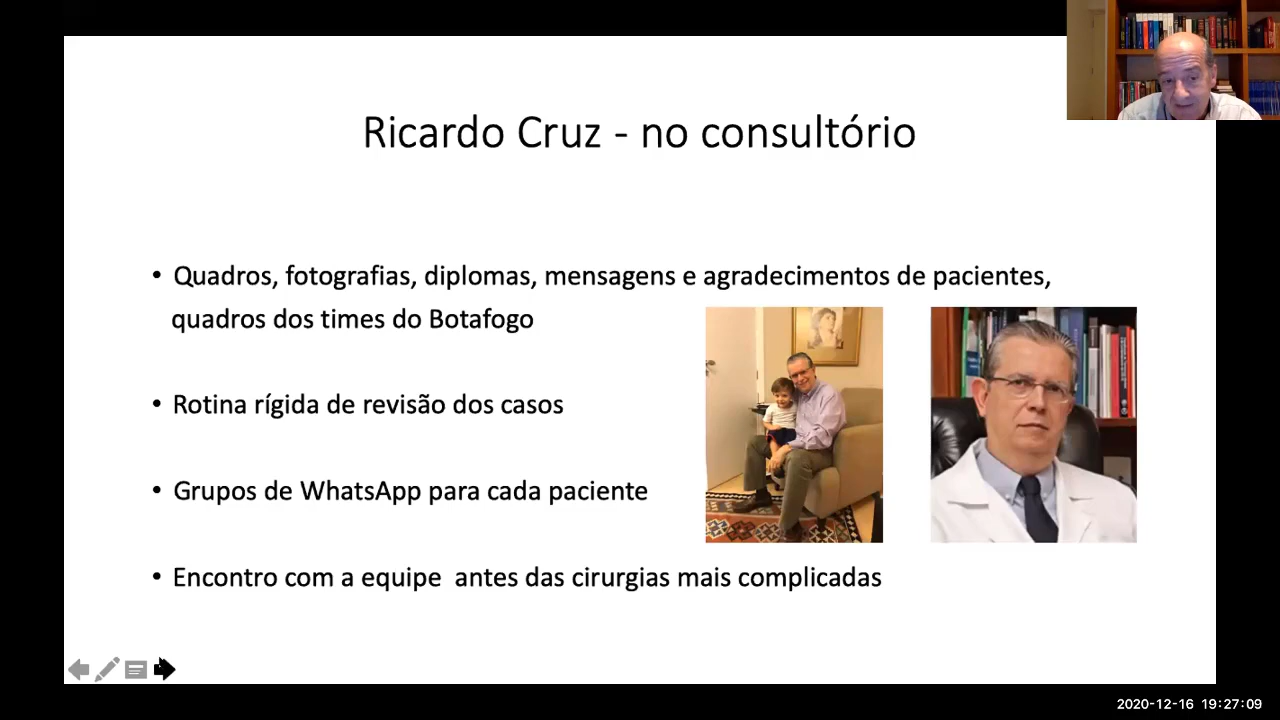 Ricardo Cruz - no consultório
• Quadros, fotografias, diplomas, mensagens e agradecimentos de pacientes,
quadros dos times do Botafogo
• Rotina rígida de revisão dos casos
• Grupos de WhatsApp para cada paciente
• Encontro com a equipe antes das cirurgias mais complicadas
2020-12-16 19:27:09